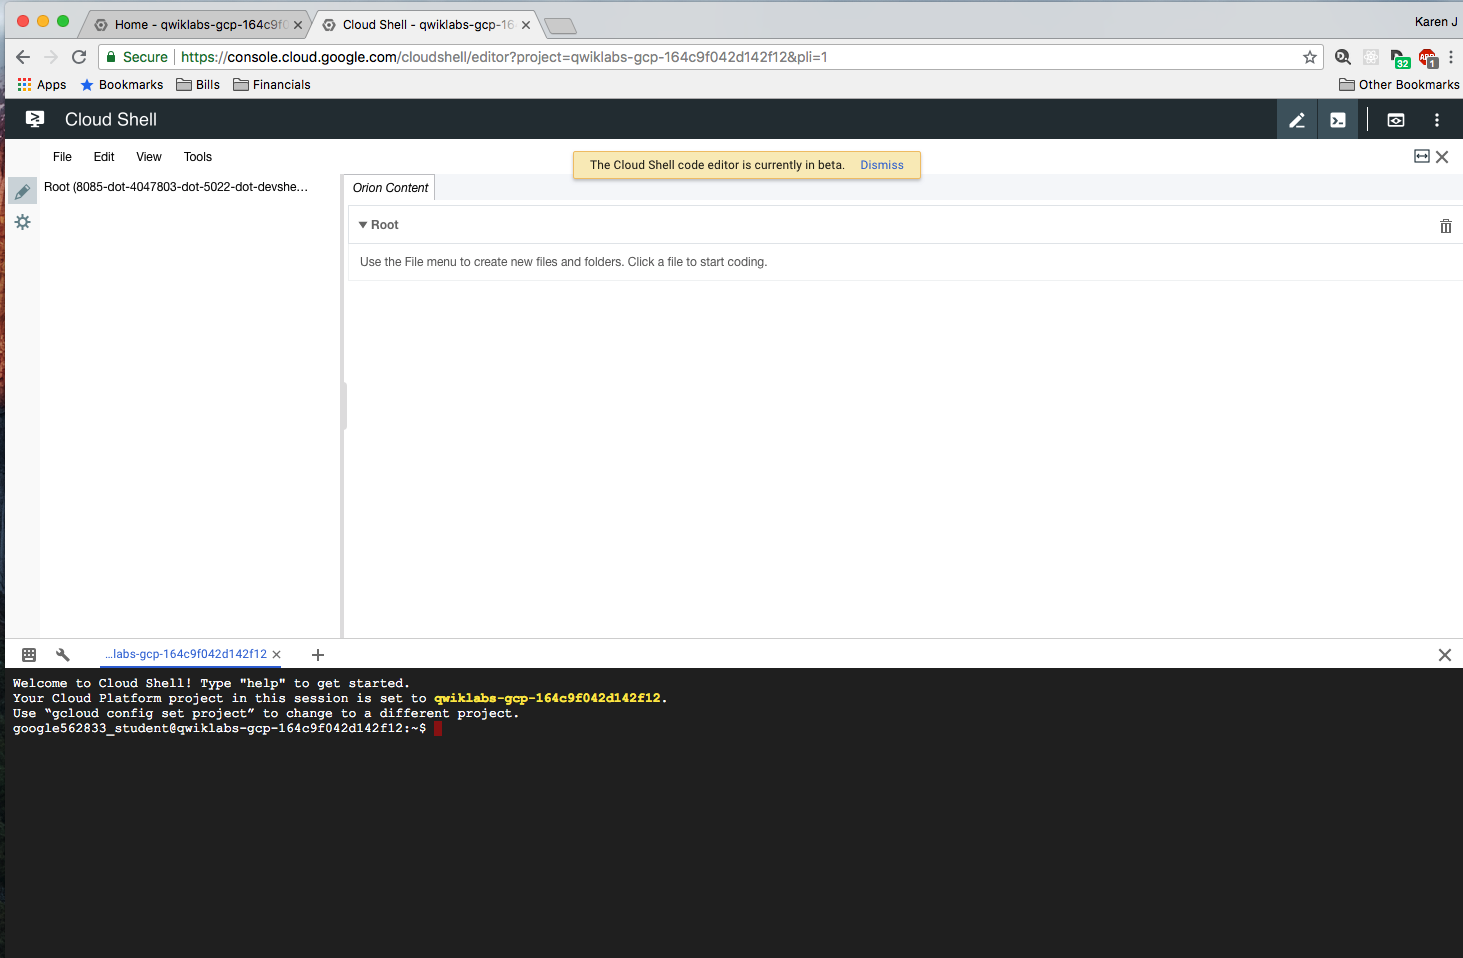 Home - qwiklabs-gcp-164c9f0
Cloud Shell - qwiklabs-gcp-16
Karen J
Secure
https://console.cloud.google.com/cloudshell/editor?project=qwiklabs-gcp-164c9f042d142f12&pli=1
32
ABP
1
Apps
Bookmarks
Bills
Financials
Other Bookmarks
Cloud Shell
File
Edit
View
Tools
The Cloud Shell code editor is currently in beta. Dismiss
Root (8085-dot-4047803-dot-5022-dot-devshe...
Orion Content
Root
Use the File menu to create new files and folders. Click a file to start coding.
...labs-gcp-164c9f042d142f12
Welcome to Cloud Shell! Type "help" to get started.
Your Cloud Platform project in this session is set to qwiklabs-gcp-164c9f042d142f12.
Use “gcloud config set project” to change to a different project.
google562833_student@qwiklabs-gcp-164c9f042d142f12:~$